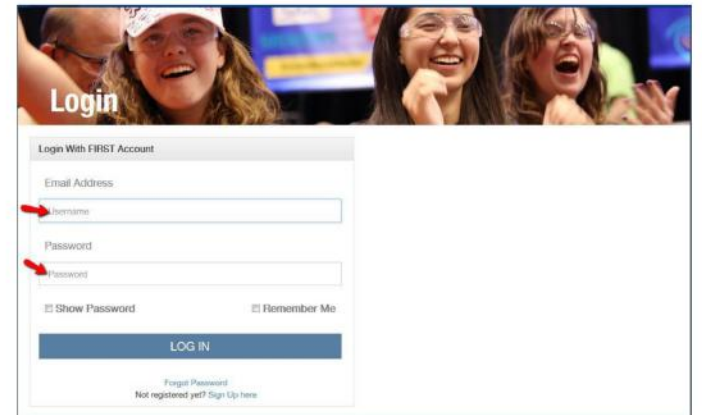 Login
Login With FIRST Account
Email Address
Username
Password
Password
Show Password Remember Me
LOG IN
Forgot Password
Not registered yet? Sign Up here